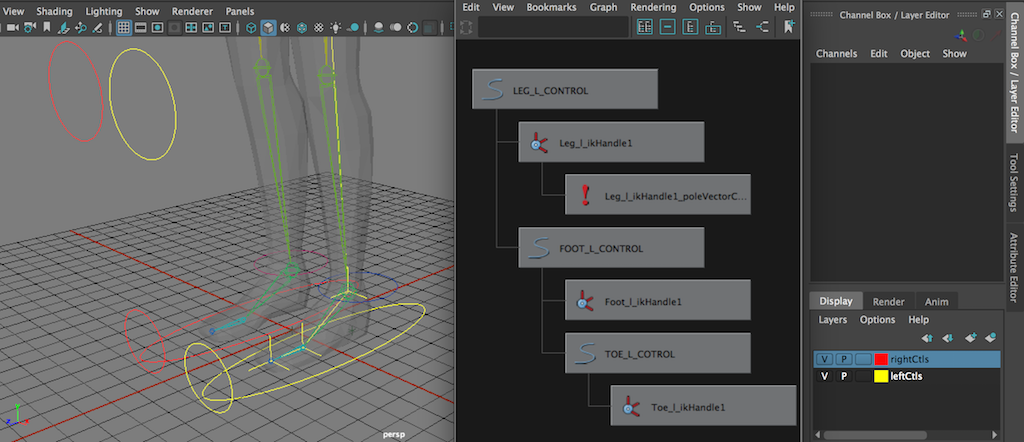 View Shading Lighting Show Renderer Panels
persp
Edit View Bookmarks Graph Rendering Options Show Help
LEG_L_CONTROL
Leg_l_ikHandle1
Leg_l_ikHandle1_poleVectorC...
FOOT_L_CONTROL
Foot_l_ikHandle1
TOE_L_COTROL
Toe_l_ikHandle1
Channel Box / Layer Editor
Channels Edit Object Show
Display Render Anim
Layers Options Help
V P rightCtls
V P leftCtls
Channel Box / Layer Editor
Tool Settings
Attribute Editor